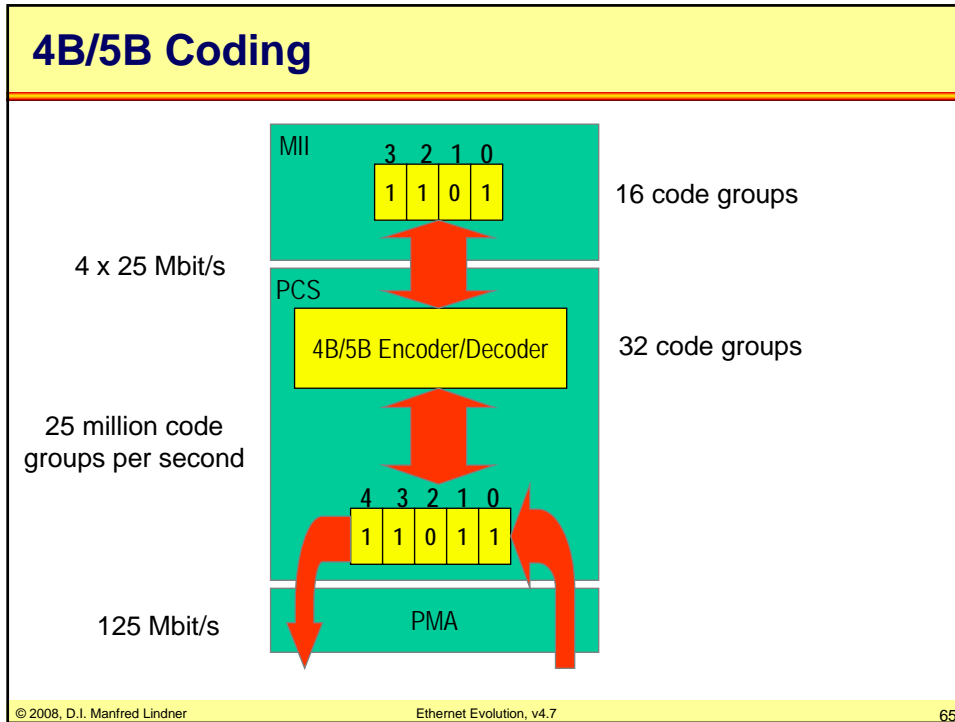 4B/5B Coding
MII
3 2 1 0
1 1 0 1
16 code groups
4 x 25 Mbit/s
PCS
4B/5B Encoder/Decoder
32 code groups
25 million code
groups per second
4 3 2 1 0
1 1 0 1 1
125 Mbit/s
PMA
© 2008, D.I. Manfred Lindner
Ethernet Evolution, v4.7
65